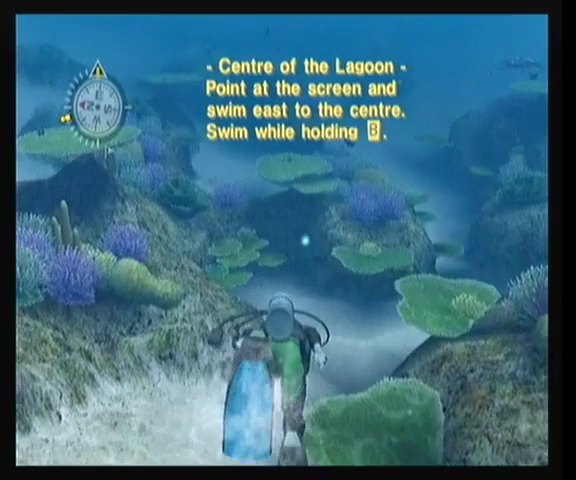 - Centre of the Lagoon -
Point at the screen and
swim east to the centre.
Swim while holding B.
E
N S
W